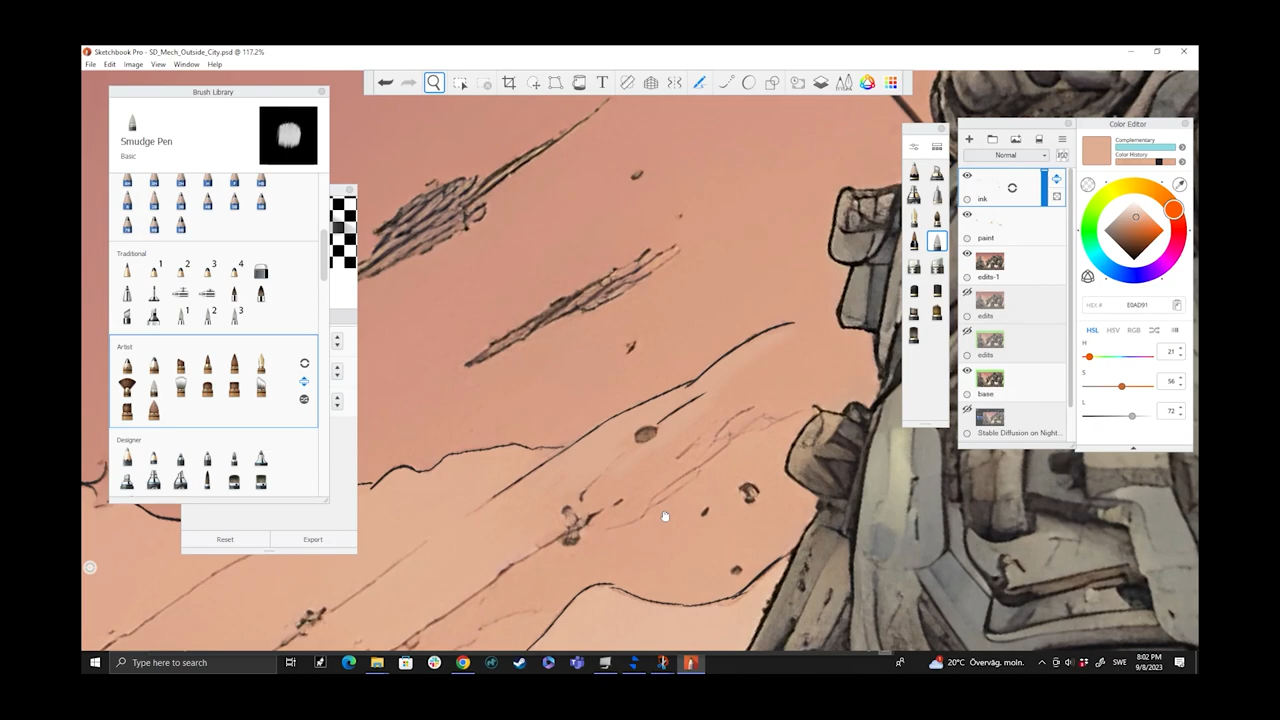 Sketchbook Pro - SD_Mech_Outside_City.psd @ 117.2%
File Edit Image View Window Help
Brush Library
Smudge Pen
Basic
Traditional
1 2 3 4
1 2 3
Artist
Designer
Reset Export
Normal
ink
paint
edits-1
edits
edits
base
Stable Diffusion on Night...
Color Editor
Complementary
Color History
HEX # E0AD91
HSL HSV RGB
H 21
S 56
L 72
Type here to search
20°C Överväg. moln.
SWE
8:02 PM
9/8/2023